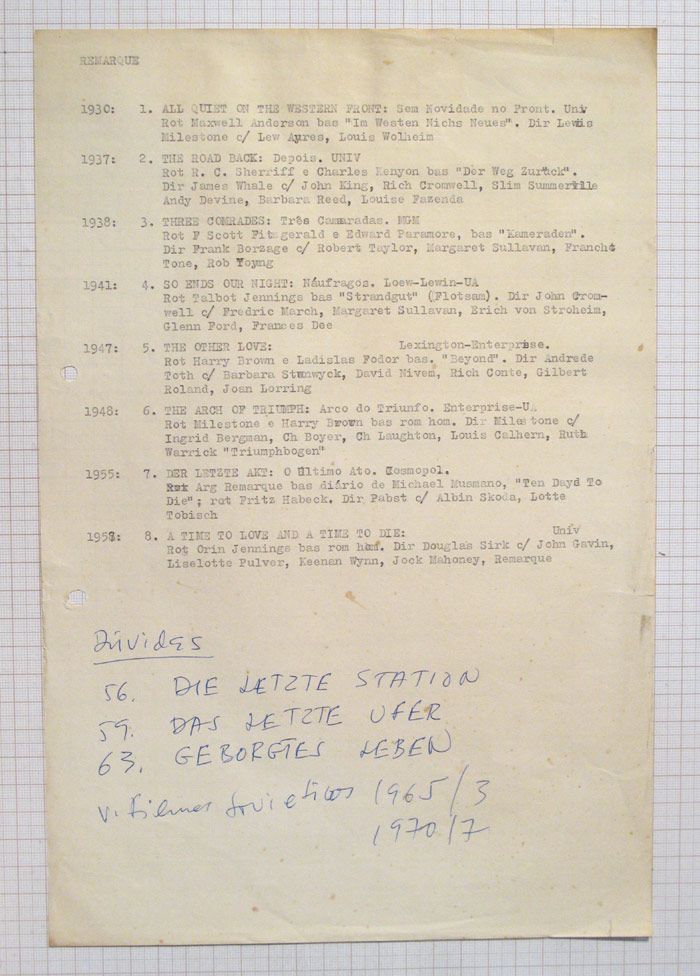 REMARQUE
1930: 1. ALL QUIET ON THE WESTERN FRONT: Sem Novidade no Front. Univ
Rot Maxwell Anderson bas "Im Westen Nichs Neues". Dir Lewis
Milestone c/ Lew Ayres, Louis Wolheim
1937: 2. THE ROAD BACK: Depois. UNIV
Rot R. C. Sherriff e Charles Kenyon bas "Der Weg Zurück".
Dir James Whale c/ John King, Rich Cromwell, Slim Summerville
Andy Devine, Barbara Reed, Louise Fazenda
1938: 3. THREE COMRADES: Três Camaradas. MGM
Rot F Scott Fitzgerald e Edward Paramore, bas "Kameraden".
Dir Frank Borzage c/ Robert Taylor, Margaret Sullavan, Franchot
Tone, Rob Yoyng
1941: 4. SO ENDS OUR NIGHT: Náufragos. Loew-Lewin-UA
Rot Talbot Jennings bas "Strandgut" (Flotsam). Dir John Crom-
well c/ Fredric March, Margaret Sullavan, Erich von Stroheim,
Glenn Ford, Frances Dee
1947: 5. THE OTHER LOVE: Lexington-Enterprise.
Rot Harry Brown e Ladislas Fodor bas. "Beyond". Dir Andrede
Toth c/ Barbara Stanwyck, David Niven, Rich Conte, Gilbert
Roland, Joan Lorring
1948: 6. THE ARCH OF TRIUMPH: Arco do Triunfo. Enterprise-UA
Rot Milestone e Harry Brown bas rom hom. Dir Milestone c/
Ingrid Bergman, Ch Boyer, Ch Laughton, Louis Calhern, Ruth
Warrick "Triumphbogen"
1955: 7. DER LETZTE AKT: O Último Ato. Cosmopol.
Arg Remarque bas diário de Michael Musmano, "Ten Dayd To
Die"; rot Fritz Habeck. Dir Pabst c/ Albin Skoda, Lotte
Tobisch
1958: 8. A TIME TO LOVE AND A TIME TO DIE: Univ
Rot Orin Jennings bas rom hom. Dir Douglas Sirk c/ John Gavin,
Liselotte Pulver, Keenan Wynn, Jock Mahoney, Remarque
Dúvidas
56. DIE LETZTE STATION
59. DAS LETZTE UFER
63. GEBORGTES LEBEN
v. filmes soviéticos 1965/3
1970/7